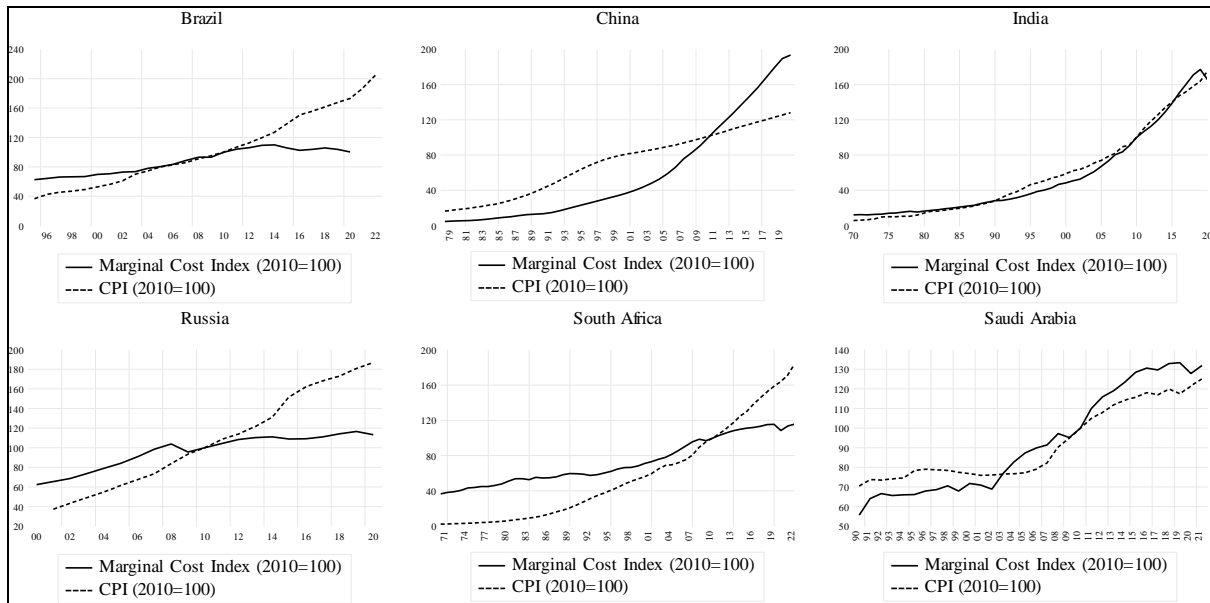 Brazil
240
200
160
120
80
40
0
96 98 00 02 04 06 08 10 12 14 16 18 20 22
Marginal Cost Index (2010=100)
CPI (2010=100)
China
200
160
120
80
40
0
79 81 83 85 87 89 91 93 95 97 99 01 03 05 07 09 11 13 15 17 19
Marginal Cost Index (2010=100)
CPI (2010=100)
India
200
160
120
80
40
0
70 75 80 85 90 95 00 05 10 15 20
Marginal Cost Index (2010=100)
CPI (2010=100)
Russia
200
180
160
140
120
100
80
60
40
20
00 02 04 06 08 10 12 14 16 18 20
Marginal Cost Index (2010=100)
CPI (2010=100)
South Africa
200
160
120
80
40
0
71 74 77 80 83 86 89 92 95 98 01 04 07 10 13 16 19 22
Marginal Cost Index (2010=100)
CPI (2010=100)
Saudi Arabia
140
130
120
110
100
90
80
70
60
50
90 91 92 93 94 95 96 97 98 99 00 01 02 03 04 05 06 07 08 09 10 11 12 13 14 15 16 17 18 19 20 21
Marginal Cost Index (2010=100)
CPI (2010=100)